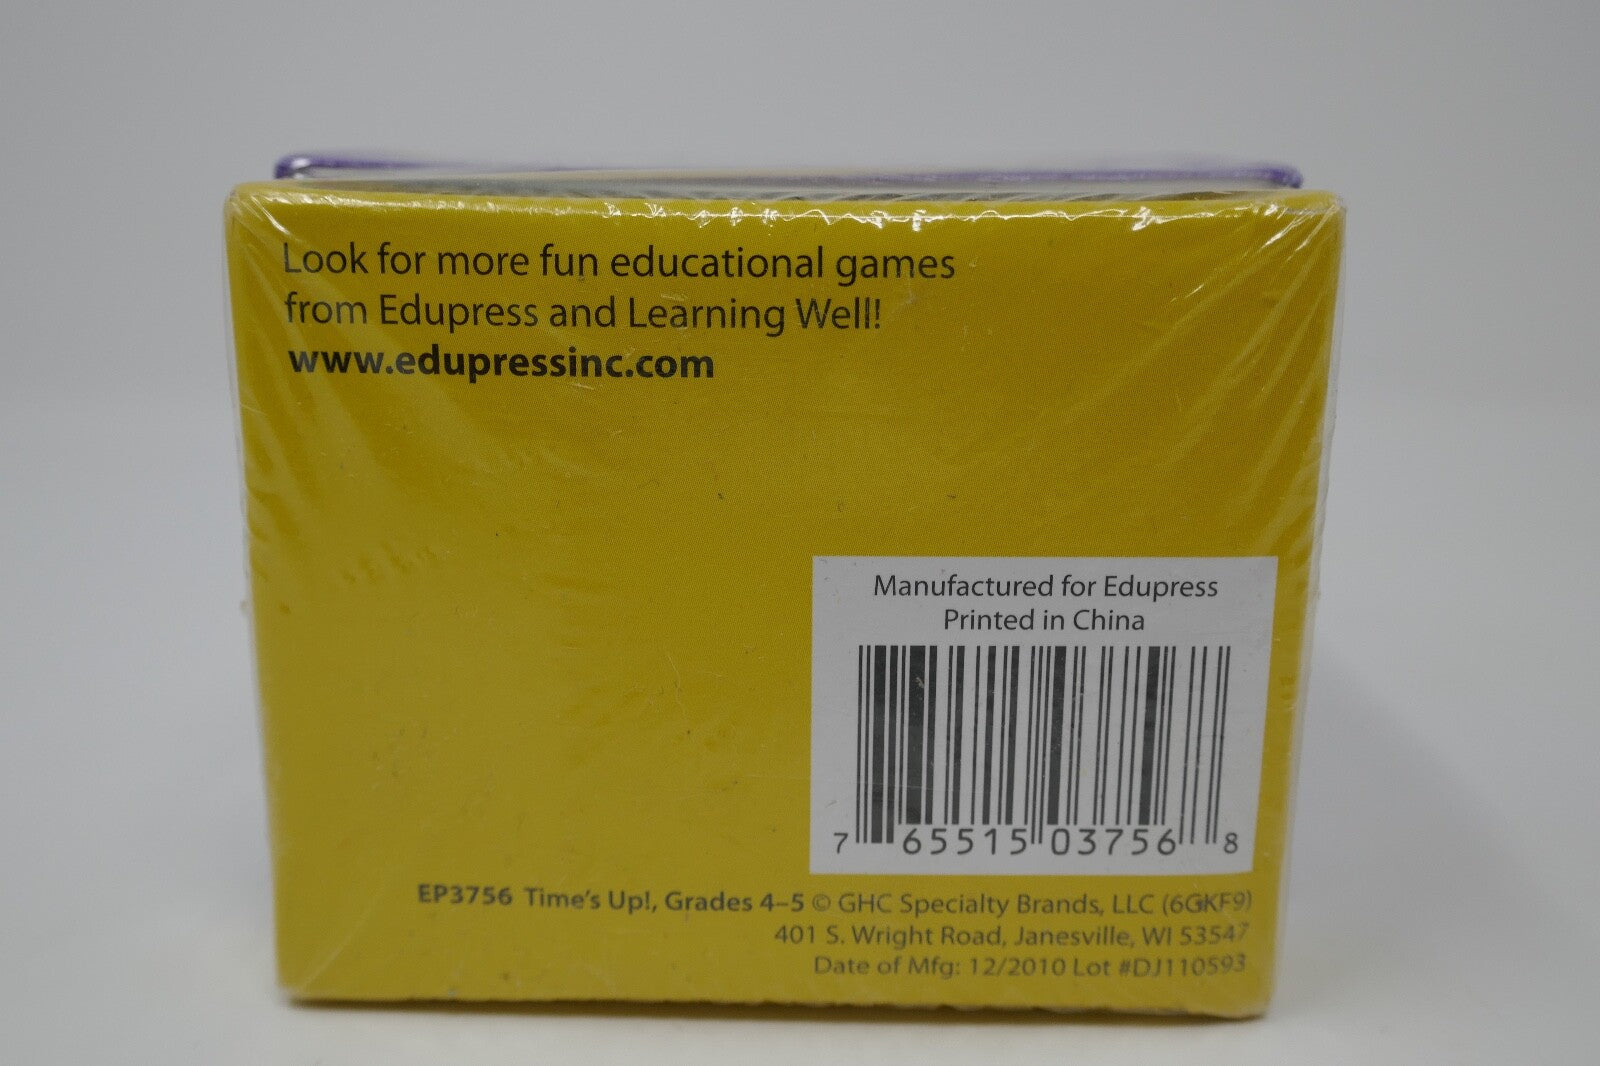 Look for more fun educational games
from Edupress and Learning Well!
www.edupressinc.com
Manufactured for Edupress
Printed in China
7 65515 03756 8
EP3756 Time's Up!, Grades 4–5 © GHC Specialty Brands, LLC (6GKF9)
401 S. Wright Road, Janesville, WI 53547
Date of Mfg: 12/2010 Lot #DJ110593